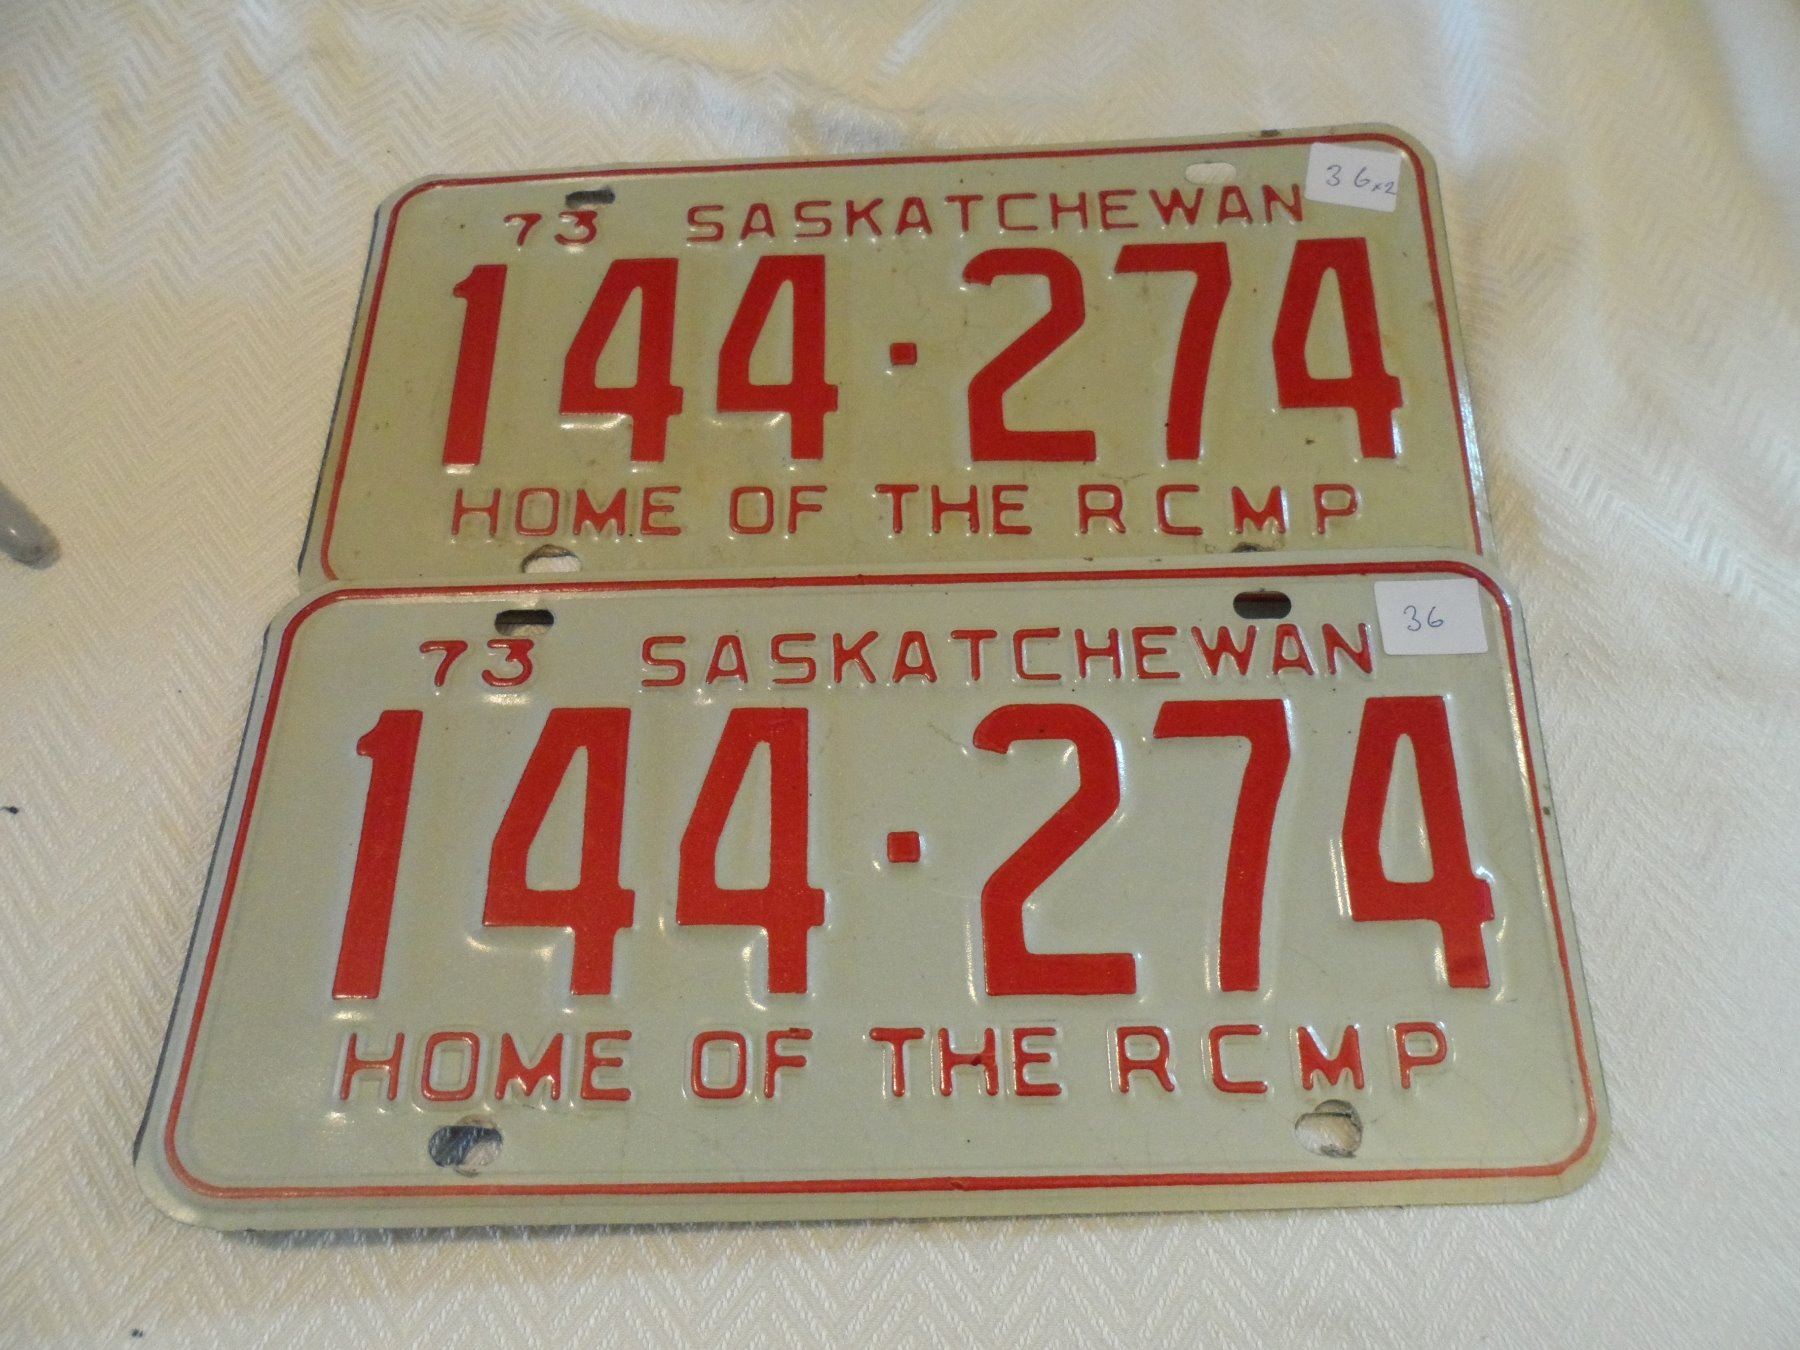 36x2
73 SASKATCHEWAN
144·274
HOME OF THE RCMP
36
73 SASKATCHEWAN
144·274
HOME OF THE RCMP